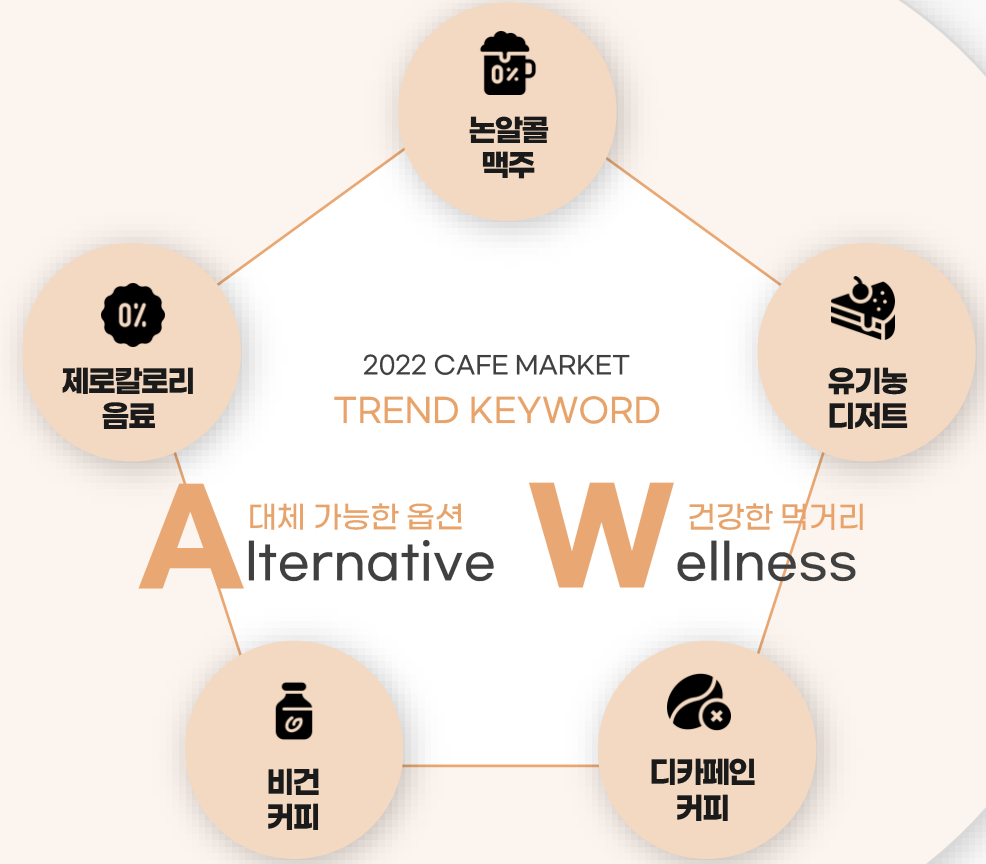 0%
논알콜
맥주
0%
제로칼로리
음료
유기농
디저트
2022 CAFE MARKET
TREND KEYWORD
대체 가능한 옵션
Alternative
건강한 먹거리
Wellness
비건
커피
디카페인
커피